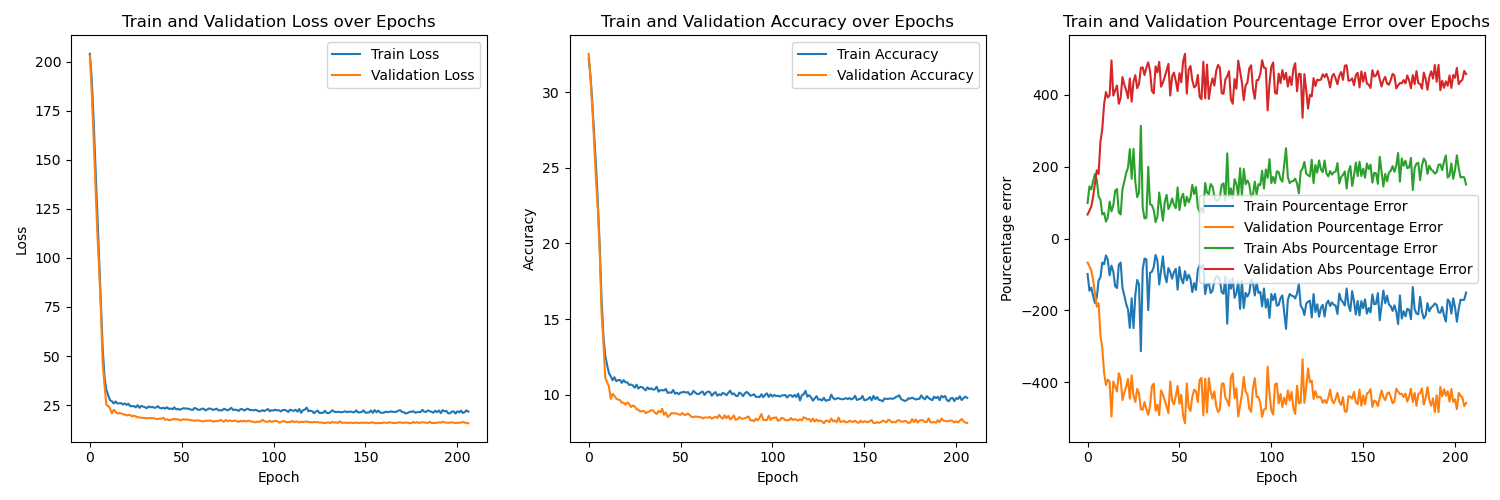 Train and Validation Loss over Epochs
Loss
200
175
150
125
100
75
50
25
0
50
100
150
200
Epoch
Train Loss
Validation Loss
Train and Validation Accuracy over Epochs
Accuracy
30
25
20
15
10
0
50
100
150
200
Epoch
Train Accuracy
Validation Accuracy
Train and Validation Pourcentage Error over Epochs
Pourcentage error
400
200
0
−200
−400
0
50
100
150
200
Epoch
Train Pourcentage Error
Validation Pourcentage Error
Train Abs Pourcentage Error
Validation Abs Pourcentage Error